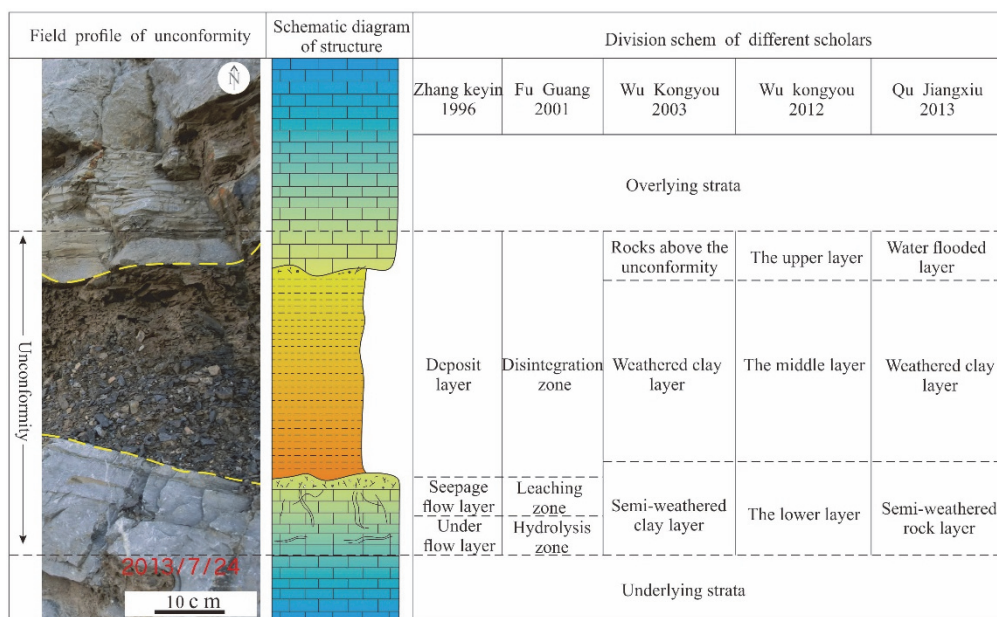 Field profile of unconformity
Schematic diagram
of structure
Division schem of different scholars
Zhang keyin
1996
Fu Guang
2001
Wu Kongyou
2003
Wu kongyou
2012
Qu Jiangxiu
2013
N
Overlying strata
Unconformity
Rocks above the
unconformity
The upper layer
Water flooded
layer
Deposit
layer
Disintegration
zone
Weathered clay
layer
The middle layer
Weathered clay
layer
Seepage
flow layer
Leaching
zone
Semi-weathered
clay layer
The lower layer
Semi-weathered
rock layer
Under
flow layer
Hydrolysis
zone
2013/7/24
10 cm
Underlying strata